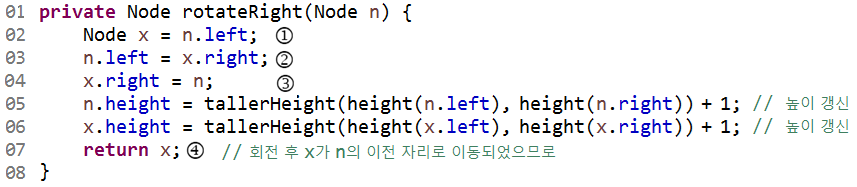 01 private Node rotateRight(Node n) {
02     Node x = n.left; ①
03     n.left = x.right; ②
04     x.right = n; ③
05     n.height = tallerHeight(height(n.left), height(n.right)) + 1; // 높이 갱신
06     x.height = tallerHeight(height(x.left), height(x.right)) + 1; // 높이 갱신
07     return x; ④ // 회전 후 x가 n의 이전 자리로 이동되었으므로
08 }